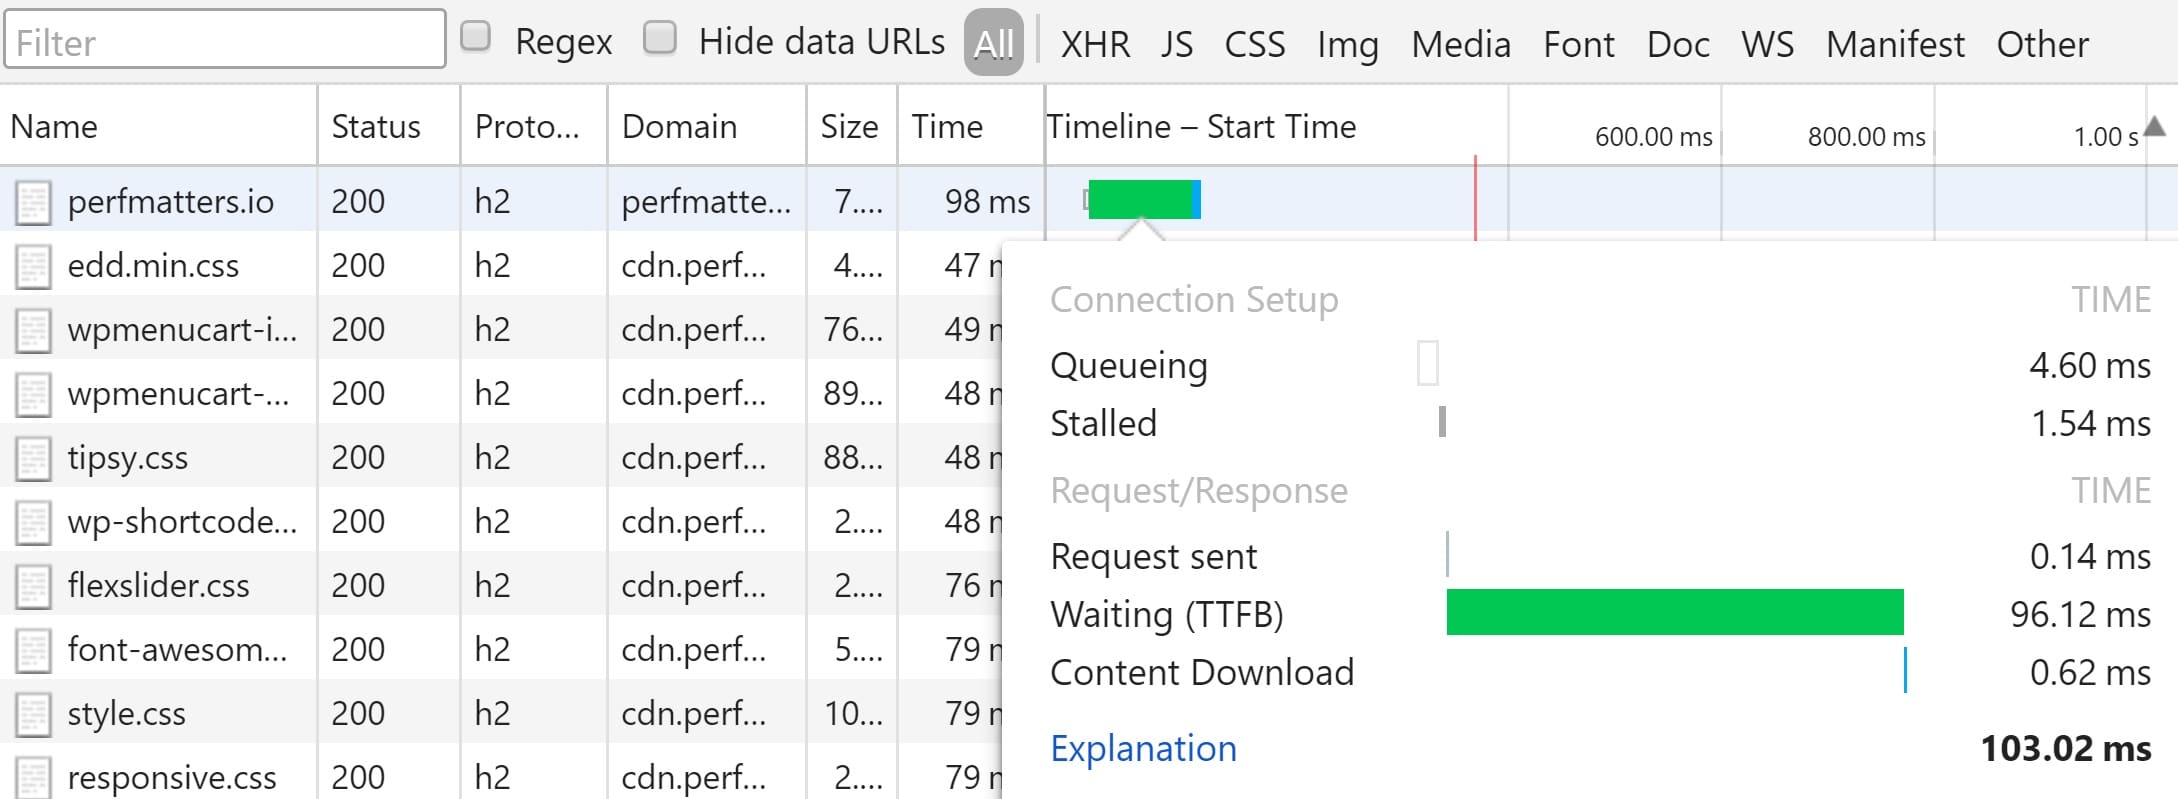 Filter Regex Hide data URLs All XHR JS CSS Img Media Font Doc WS Manifest Other
Name Status Proto... Domain Size Time Timeline – Start Time 600.00 ms 800.00 ms 1.00 s
perfmatters.io 200 h2 perfmatte... 7.... 98 ms
edd.min.css 200 h2 cdn.perf... 4.... 47
wpmenucart-i... 200 h2 cdn.perf... 76... 49
wpmenucart-... 200 h2 cdn.perf... 89... 48
tipsy.css 200 h2 cdn.perf... 88... 48
wp-shortcode... 200 h2 cdn.perf... 2.... 48
flexslider.css 200 h2 cdn.perf... 2.... 76
font-awesom... 200 h2 cdn.perf... 5.... 79
style.css 200 h2 cdn.perf... 10... 79
responsive.css 200 h2 cdn.perf... 2.... 79
Connection Setup TIME
Queueing 4.60 ms
Stalled 1.54 ms
Request/Response TIME
Request sent 0.14 ms
Waiting (TTFB) 96.12 ms
Content Download 0.62 ms
Explanation 103.02 ms